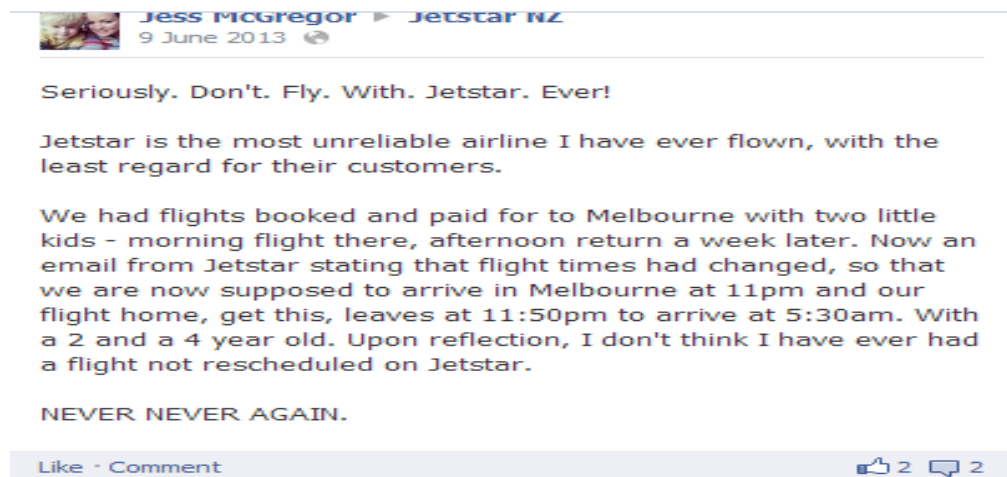 Jess McGregor ▶ Jetstar NZ
9 June 2013
Seriously. Don't. Fly. With. Jetstar. Ever!
Jetstar is the most unreliable airline I have ever flown, with the
least regard for their customers.
We had flights booked and paid for to Melbourne with two little
kids - morning flight there, afternoon return a week later. Now an
email from Jetstar stating that flight times had changed, so that
we are now supposed to arrive in Melbourne at 11pm and our
flight home, get this, leaves at 11:50pm to arrive at 5:30am. With
a 2 and a 4 year old. Upon reflection, I don't think I have ever had
a flight not rescheduled on Jetstar.
NEVER NEVER AGAIN.
Like · Comment 2 2